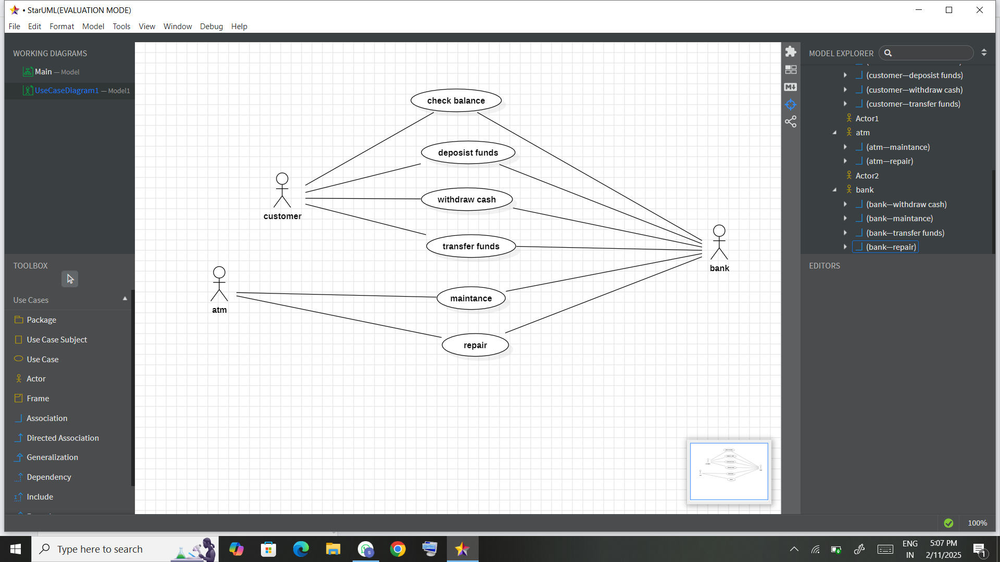 • StarUML(EVALUATION MODE)
File Edit Format Model Tools View Window Debug Help
WORKING DIAGRAMS
Main — Model
UseCaseDiagram1 — Model1
TOOLBOX
Use Cases
Package
Use Case Subject
Use Case
Actor
Frame
Association
Directed Association
Generalization
Dependency
Include
check balance
deposist funds
withdraw cash
customer
transfer funds
bank
maintance
atm
repair
MODEL EXPLORER
(customer—deposist funds)
(customer—withdraw cash)
(customer—transfer funds)
Actor1
atm
(atm—maintance)
(atm—repair)
Actor2
bank
(bank—withdraw cash)
(bank—maintance)
(bank—transfer funds)
(bank—repair)
EDITORS
100%
Type here to search
ENG
IN
5:07 PM
2/11/2025
1